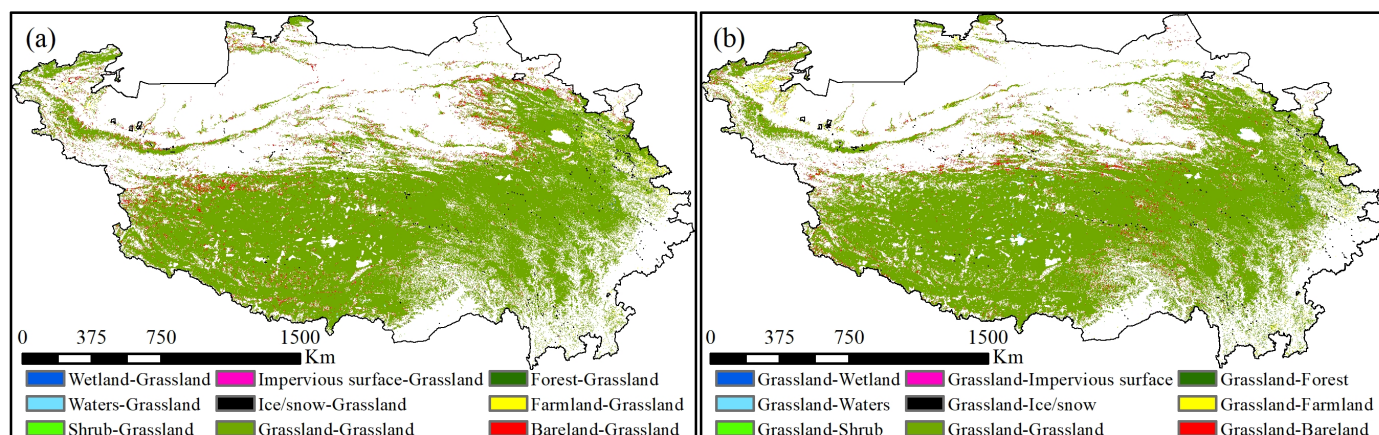 (a)
0 375 750 1500
Km
Wetland-Grassland Impervious surface-Grassland Forest-Grassland
Waters-Grassland Ice/snow-Grassland Farmland-Grassland
Shrub-Grassland Grassland-Grassland Bareland-Grassland
(b)
0 375 750 1500
Km
Grassland-Wetland Grassland-Impervious surface Grassland-Forest
Grassland-Waters Grassland-Ice/snow Grassland-Farmland
Grassland-Shrub Grassland-Grassland Grassland-Bareland